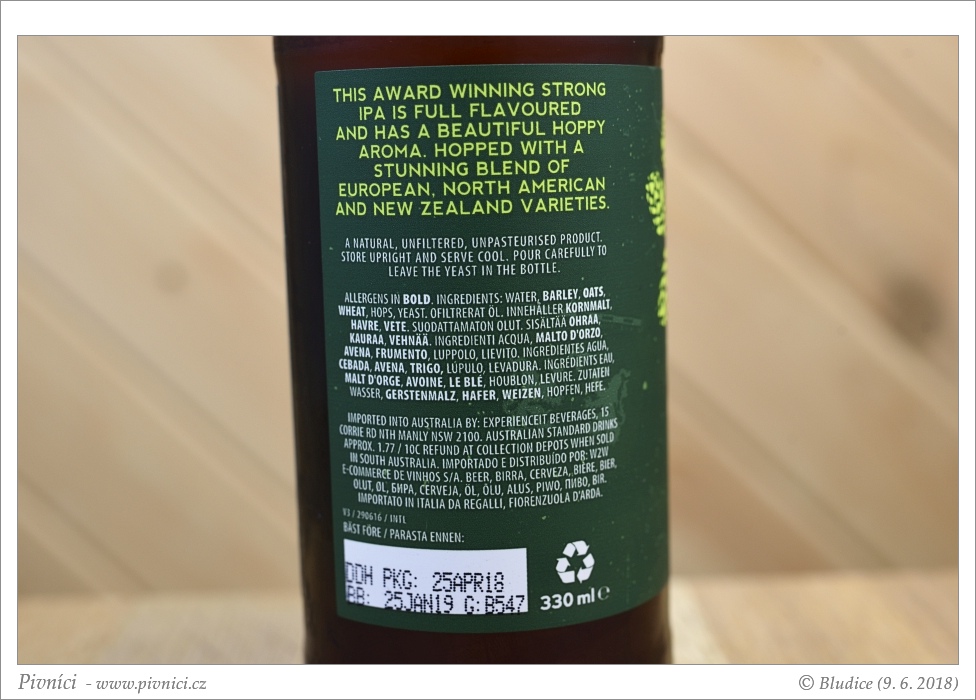 THIS AWARD WINNING STRONG
IPA IS FULL FLAVOURED
AND HAS A BEAUTIFUL HOPPY
AROMA. HOPPED WITH A
STUNNING BLEND OF
EUROPEAN, NORTH AMERICAN
AND NEW ZEALAND VARIETIES.
A NATURAL, UNFILTERED, UNPASTEURISED PRODUCT.
STORE UPRIGHT AND SERVE COOL. POUR CAREFULLY TO
LEAVE THE YEAST IN THE BOTTLE.
ALLERGENS IN BOLD. INGREDIENTS: WATER, BARLEY, OATS,
WHEAT, HOPS, YEAST. OFILTRERAT ÖL. INNEHÅLLER KORNMALT,
HAVRE, VETE. SUODATTAMATON OLUT. SISÄLTÄÄ OHRAA,
KAURAA, VEHNÄÄ. INGREDIENTI ACQUA, MALTO D'ORZO,
AVENA, FRUMENTO, LUPPOLO, LIEVITO. INGREDIENTES AGUA,
CEBADA, AVENA, TRIGO, LÚPULO, LEVADURA. INGRÉDIENTS EAU,
MALT D'ORGE, AVOINE, LE BLÉ, HOUBLON, LEVURE. ZUTATEN
WASSER, GERSTENMALZ, HAFER, WEIZEN, HOPFEN, HEFE.
IMPORTED INTO AUSTRALIA BY: EXPERIENCEIT BEVERAGES, 15
CORRIE RD NTH MANLY NSW 2100. AUSTRALIAN STANDARD DRINKS
APPROX. 1.77 / 10C REFUND AT COLLECTION DEPOTS WHEN SOLD
IN SOUTH AUSTRALIA. IMPORTADO E DISTRIBUÍDO POR: W2W
E-COMMERCE DE VINHOS S/A. BEER, BIRRA, CERVEZA, BIÈRE, BIER,
OLUT, ØL, БИРА, CERVEJA, ÖL, ÕLU, ALUS, PIWO, ПИВО, BIR.
IMPORTATO IN ITALIA DA REGALLI, FIORENZUOLA D'ARDA.
V3 / 290616 / INTL
BÄST FÖRE / PARASTA ENNEN:
DDH PKG: 25APR18
BB: 25JAN19 G:B547
330 ml ℮
Pivníci - www.pivnici.cz
© Bludice (9. 6. 2018)